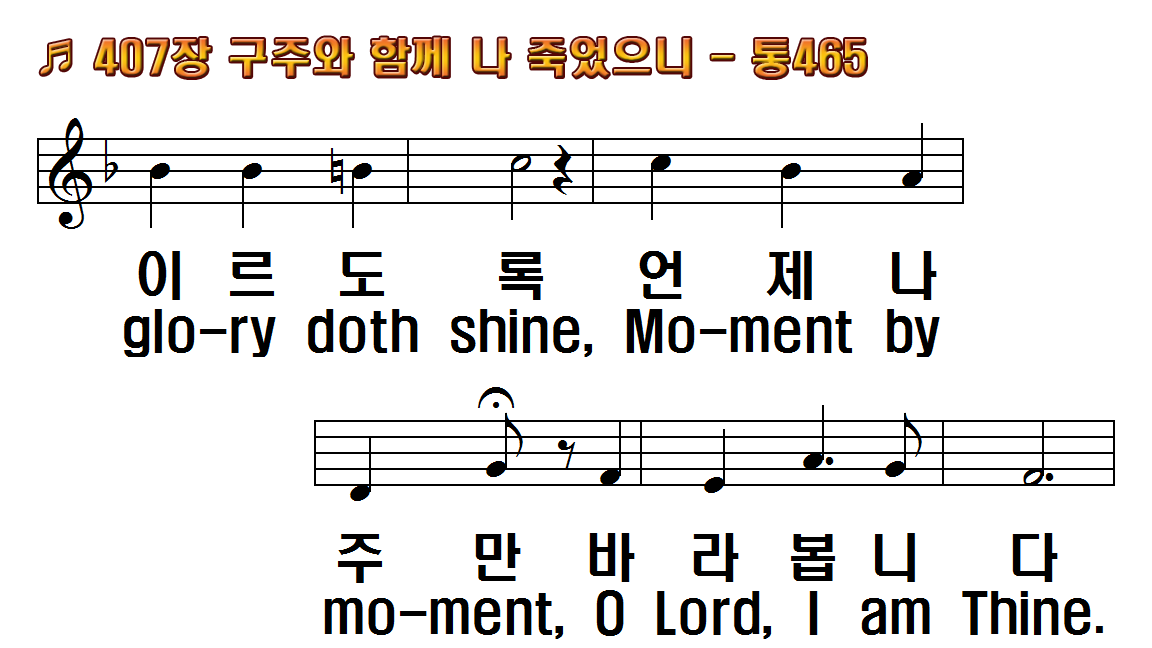 ♬ 407장 구주와 함께 나 죽었으니 - 통465
이 르 도 록 언 제 나
glo-ry doth shine, Mo-ment by
주 만 바 라 봅 니 다
mo-ment, O Lord, I am Thine.